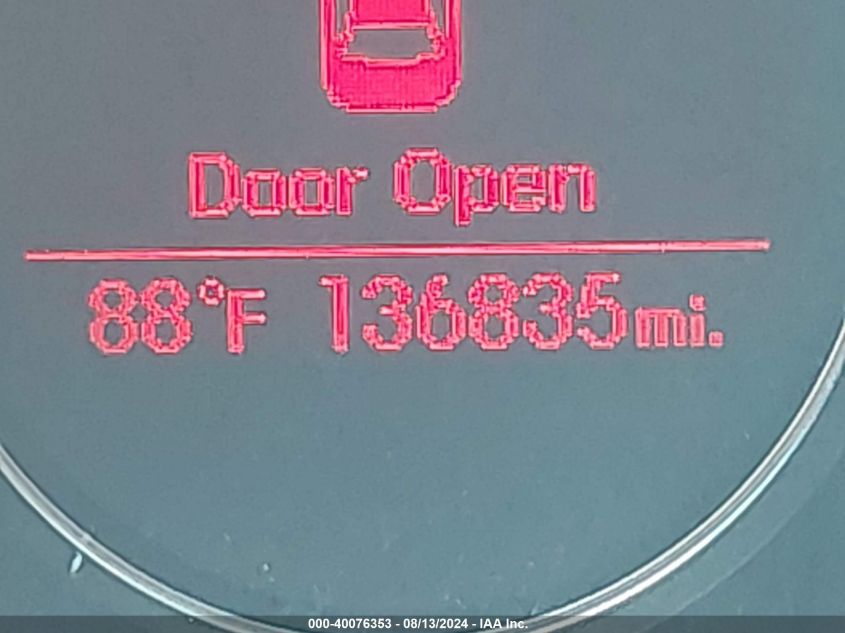 Door Open
88°F 136835mi.
000-40076353 - 08/13/2024 - IAA Inc.